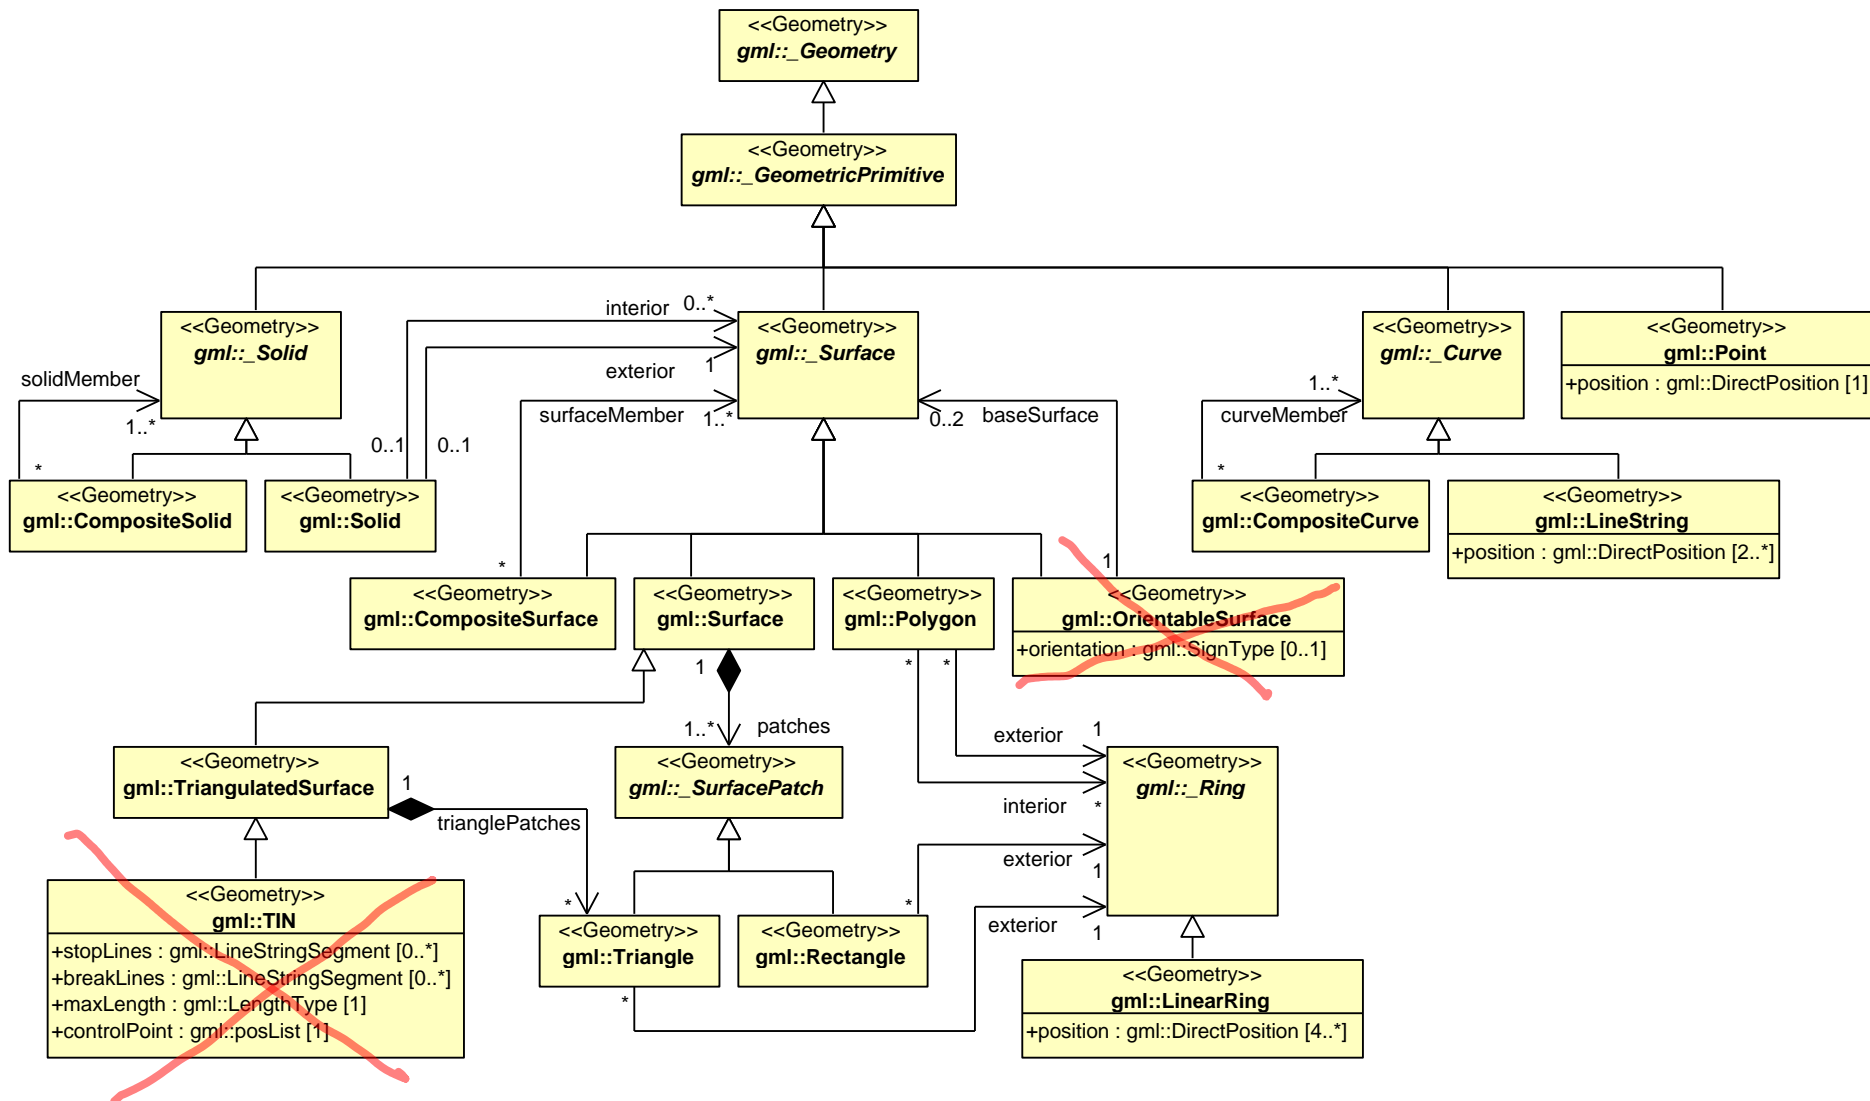 <<Geometry>>
gml::_Geometry
<<Geometry>>
gml::_GeometricPrimitive
<<Geometry>>
gml::_Solid
solidMember
1..*
*
<<Geometry>>
gml::CompositeSolid
<<Geometry>>
gml::Solid
0..1
0..1
interior
0..*
exterior
1
<<Geometry>>
gml::_Surface
surfaceMember
1..*
*
baseSurface
0..2
1
<<Geometry>>
gml::_Curve
1..*
curveMember
*
<<Geometry>>
gml::Point
+position : gml::DirectPosition [1]
<<Geometry>>
gml::CompositeCurve
<<Geometry>>
gml::LineString
+position : gml::DirectPosition [2..*]
<<Geometry>>
gml::CompositeSurface
<<Geometry>>
gml::Surface
<<Geometry>>
gml::Polygon
<<Geometry>>
gml::OrientableSurface
+orientation : gml::SignType [0..1]
1
1..*
patches
*
*
exterior
1
interior
*
<<Geometry>>
gml::TriangulatedSurface
1
trianglePatches
*
<<Geometry>>
gml::_SurfacePatch
<<Geometry>>
gml::_Ring
exterior
1
*
exterior
1
*
<<Geometry>>
gml::TIN
+stopLines : gml::LineStringSegment [0..*]
+breakLines : gml::LineStringSegment [0..*]
+maxLength : gml::LengthType [1]
+controlPoint : gml::posList [1]
<<Geometry>>
gml::Triangle
<<Geometry>>
gml::Rectangle
<<Geometry>>
gml::LinearRing
+position : gml::DirectPosition [4..*]